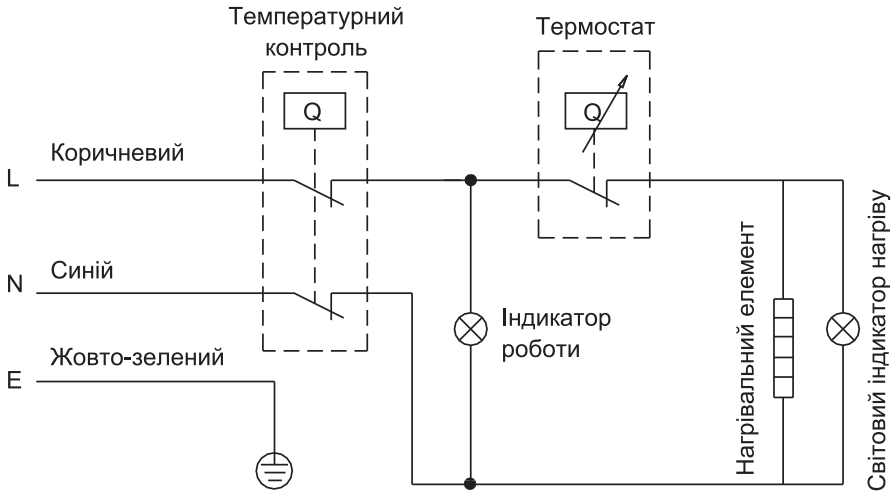 Температурний
контроль
Термостат
Q
Q
Коричневий
L
Синій
N
Індикатор
роботи
Жовто-зелений
E
Нагрівальний елемент
Світовий індикатор нагріву